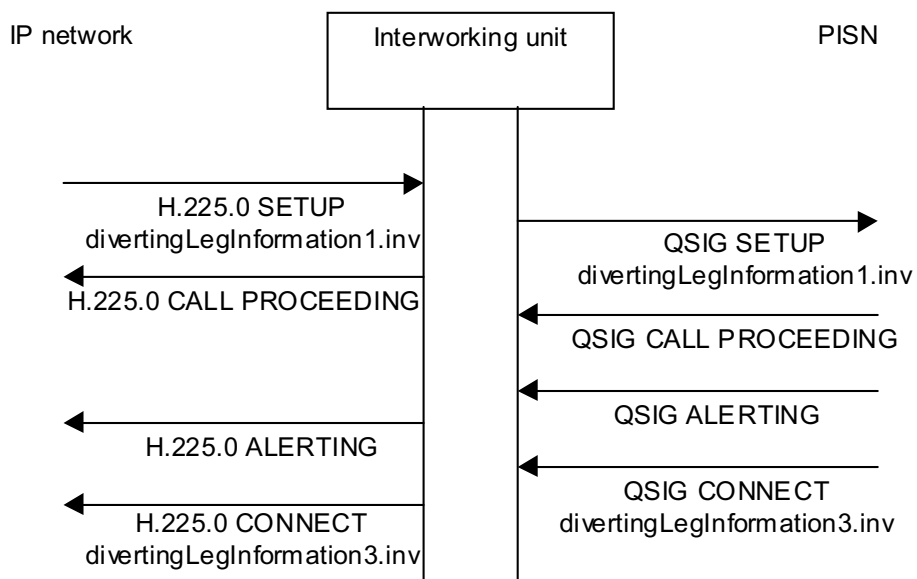 IP network
Interworking unit
PISN
H.225.0 SETUP
divertingLegInformation1.inv
QSIG SETUP
divertingLegInformation1.inv
H.225.0 CALL PROCEEDING
QSIG CALL PROCEEDING
QSIG ALERTING
H.225.0 ALERTING
QSIG CONNECT
divertingLegInformation3.inv
H.225.0 CONNECT
divertingLegInformation3.inv